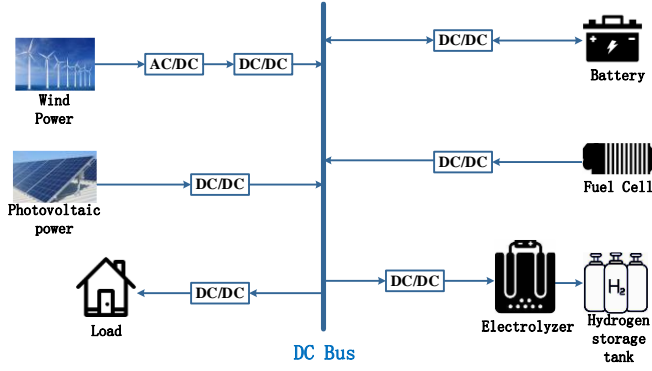 AC/DC
DC/DC
Wind
Power
DC/DC
Battery
DC/DC
Photovoltaic
power
DC/DC
Fuel Cell
DC/DC
Load
DC/DC
Electrolyzer
H2
Hydrogen
storage
tank
DC Bus